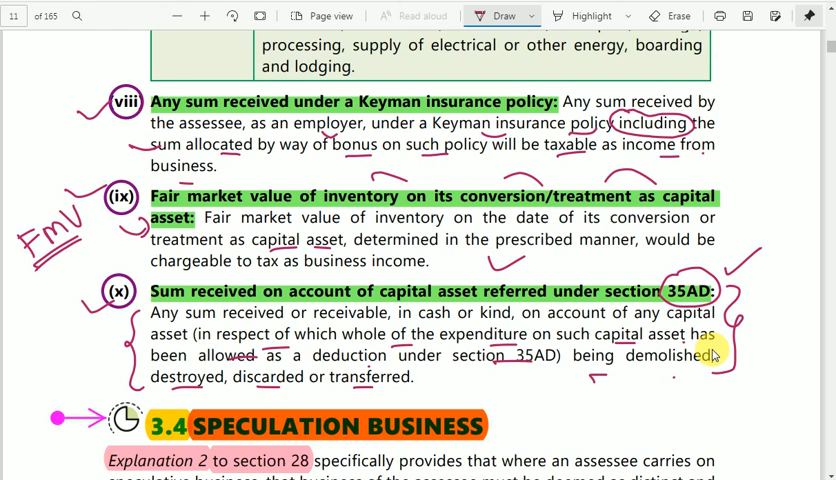 11 of 165
Page view
Read aloud
Draw
Highlight
Erase
processing, supply of electrical or other energy, boarding
and lodging.
(viii) Any sum received under a Keyman insurance policy: Any sum received by
the assessee, as an employer, under a Keyman insurance policy including the
sum allocated by way of bonus on such policy will be taxable as income from
business.
(ix) Fair market value of inventory on its conversion/treatment as capital
asset: Fair market value of inventory on the date of its conversion or
treatment as capital asset, determined in the prescribed manner, would be
chargeable to tax as business income.
FMV
(x) Sum received on account of capital asset referred under section 35AD:
Any sum received or receivable, in cash or kind, on account of any capital
asset (in respect of which whole of the expenditure on such capital asset has
been allowed as a deduction under section 35AD) being demolished,
destroyed, discarded or transferred.
3.4 SPECULATION BUSINESS
Explanation 2 to section 28 specifically provides that where an assessee carries on